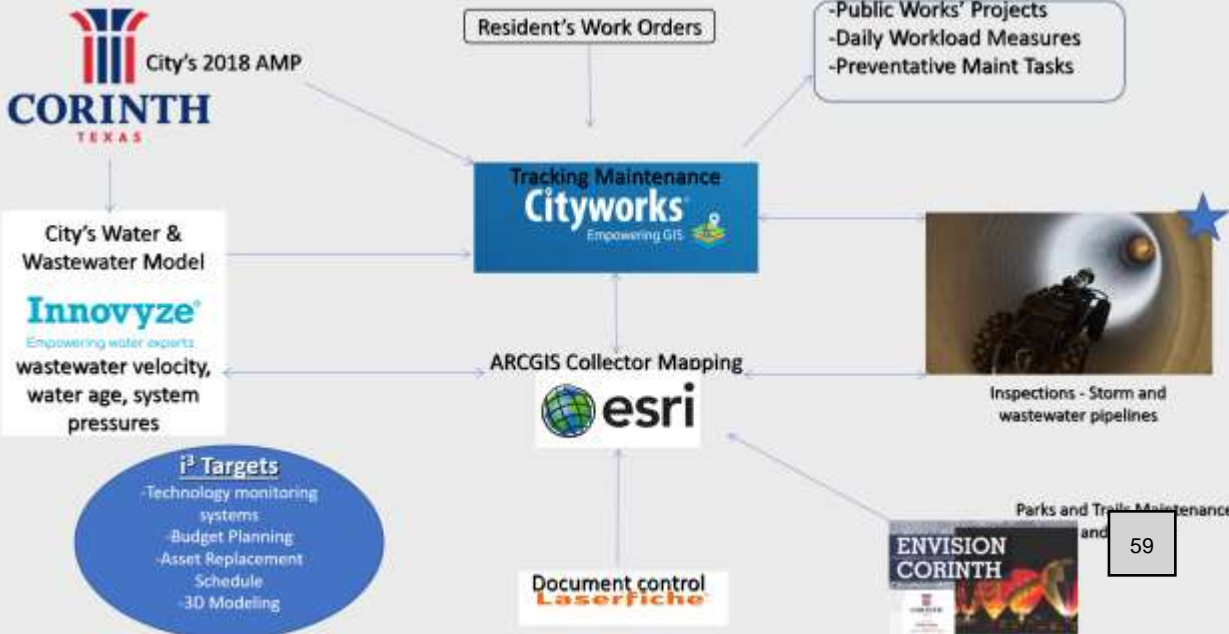 Resident's Work Orders
-Public Works' Projects
-Daily Workload Measures
-Preventative Maint Tasks
City's 2018 AMP
CORINTH
TEXAS
Tracking Maintenance
Cityworks®
Empowering GIS
City's Water &
Wastewater Model
Innovyze®
Empowering water experts
wastewater velocity,
water age, system
pressures
ARCGIS Collector Mapping
esri
Inspections - Storm and
wastewater pipelines
i³ Targets
-Technology monitoring
systems
-Budget Planning
-Asset Replacement
Schedule
-3D Modeling
Parks and Trails Maintenance
and
59
ENVISION
CORINTH
Document control
Laserfiche